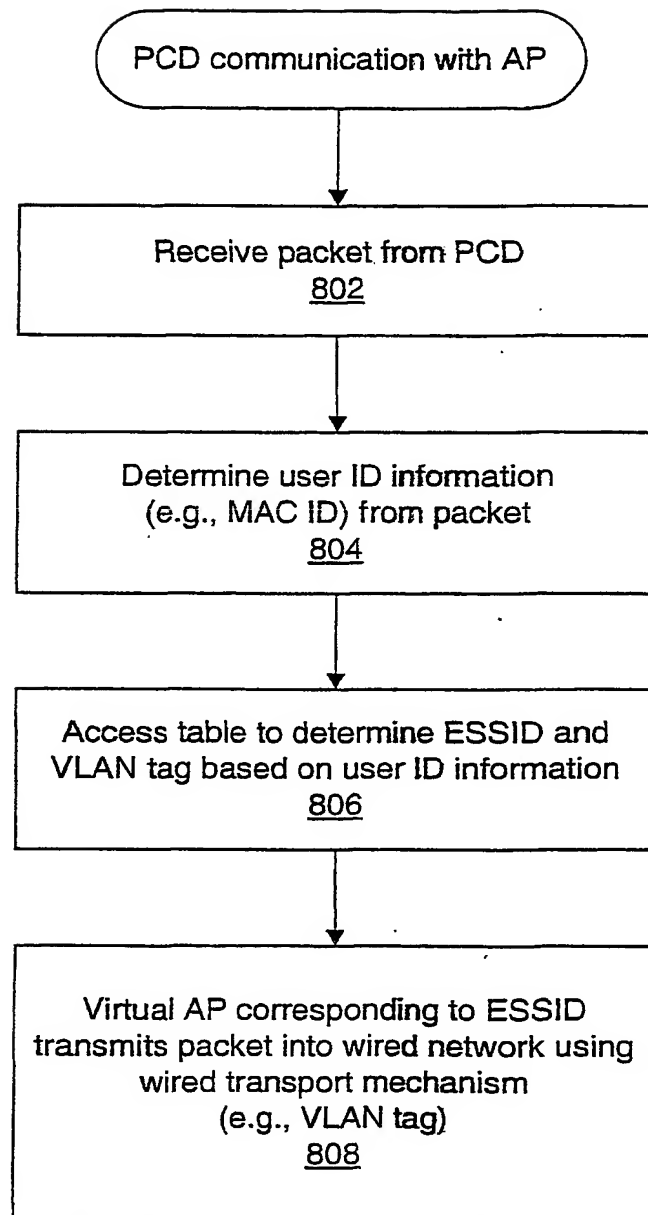 PCD communication with AP
Receive packet from PCD
802
Determine user ID information
(e.g., MAC ID) from packet
804
Access table to determine ESSID and
VLAN tag based on user ID information
806
Virtual AP corresponding to ESSID
transmits packet into wired network using
wired transport mechanism
(e.g., VLAN tag)
808